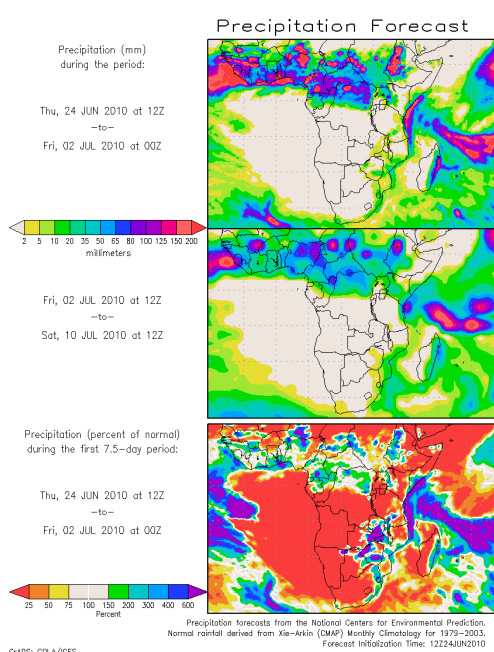 Precipitation Forecast
Precipitation (mm)
during the period:
Thu, 24 JUN 2010 at 12Z
—to—
Fri, 02 JUL 2010 at 00Z
2 5 10 20 35 50 65 80 100 125 150 200
millimeters
Fri, 02 JUL 2010 at 12Z
—to—
Sat, 10 JUL 2010 at 12Z
Precipitation (percent of normal)
during the first 7.5-day period:
Thu, 24 JUN 2010 at 12Z
—to—
Fri, 02 JUL 2010 at 00Z
25 50 75 100 150 200 300 400 600
Percent
Precipitation forecasts from the National Centers for Environmental Prediction.
Normal rainfall derived from Xie-Arkin (CMAP) Monthly Climatology for 1979-2003.
Forecast Initialization Time: 12Z24JUN2010
GrADS: COLA/IGES